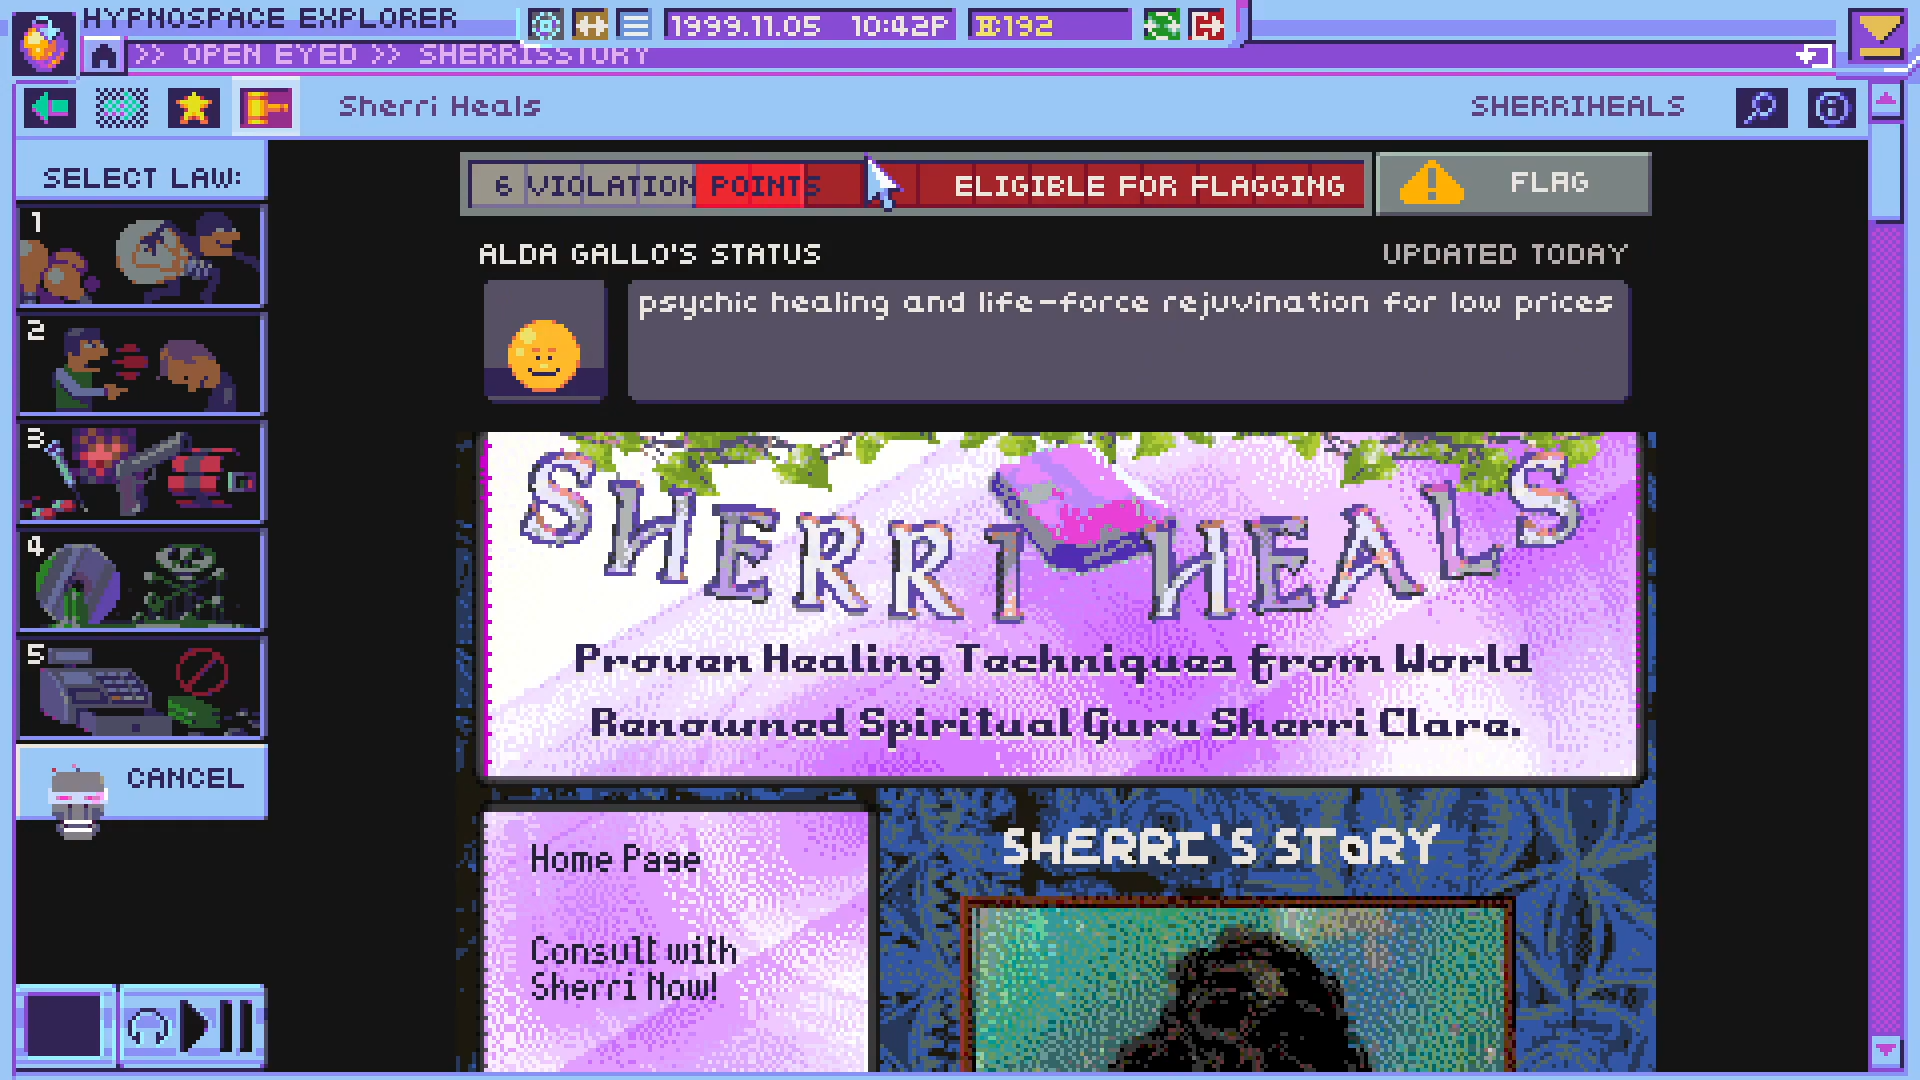 HYPNOSPACE EXPLORER
1999.11.05 10:42P
192
>> OPEN EYED >> SHERRISSTORY
Sherri Heals
SHERRIHEALS
SELECT LAW:
1
2
3
4
5
CANCEL
6 VIOLATION POINTS
ELIGIBLE FOR FLAGGING
FLAG
ALDA GALLO'S STATUS
UPDATED TODAY
psychic healing and life-force rejuvination for low prices
SHERRI HEALS
Proven Healing Techniques from World
Renowned Spiritual Guru Sherri Clare.
Home Page
Consult with
Sherri Now!
SHERRI'S SToRY